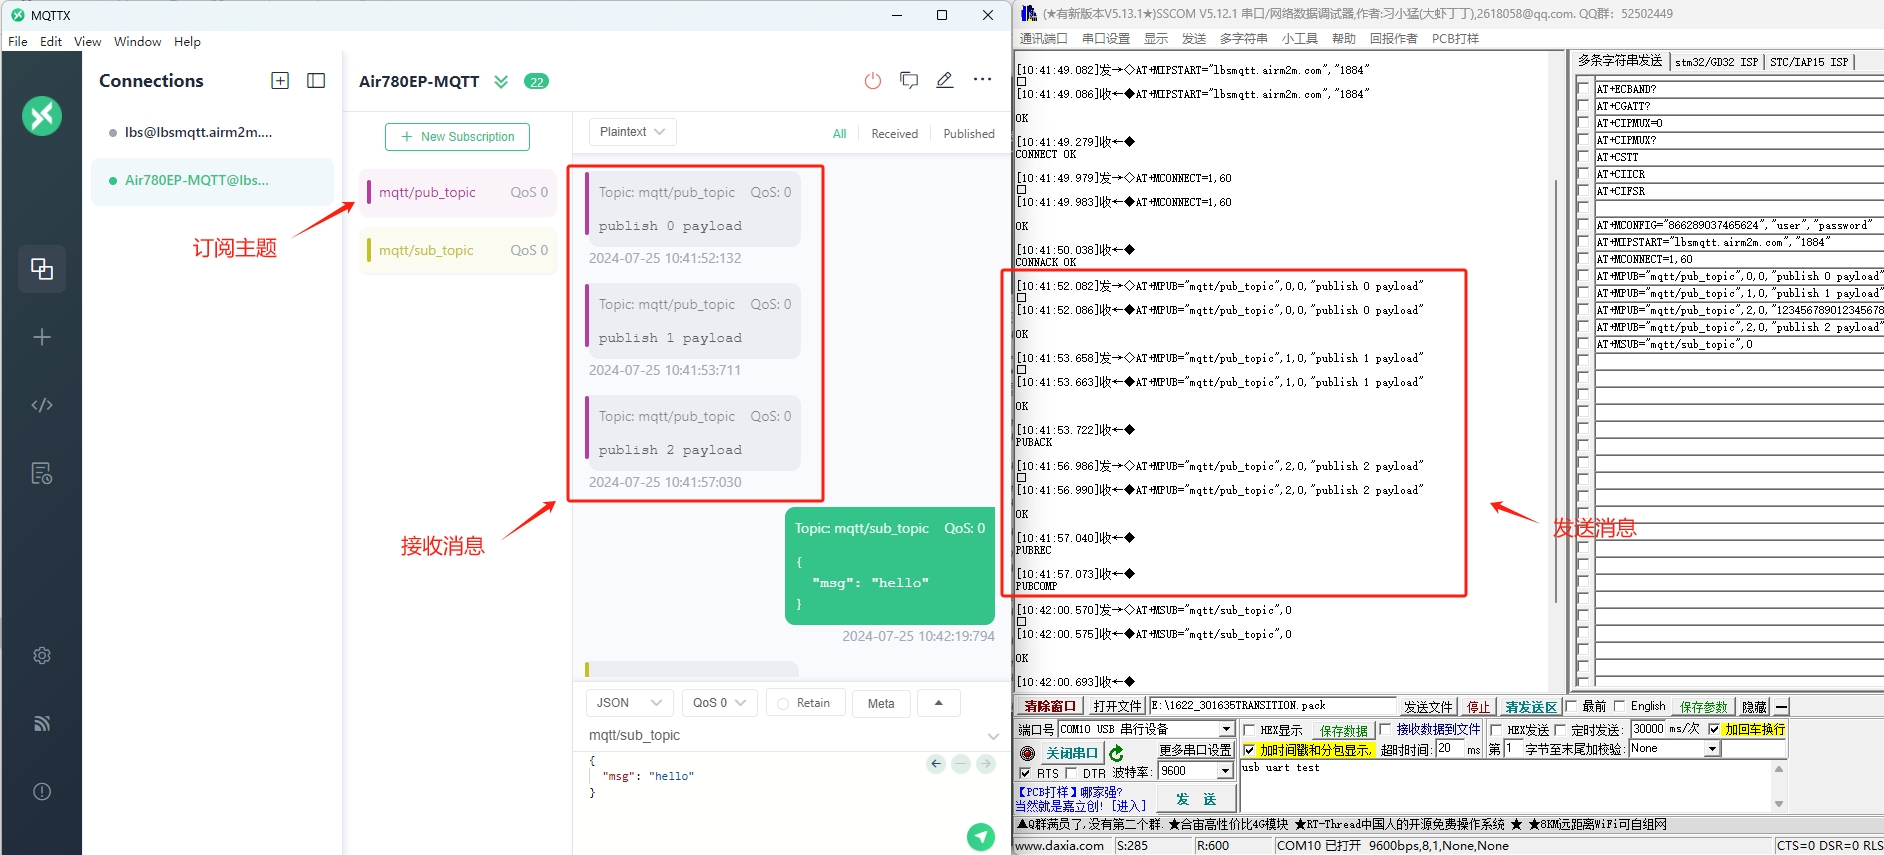 MQTTX
File Edit View Window Help
Connections
lbs@lbsmqtt.airm2m....
Air780EP-MQTT@lbs...
Air780EP-MQTT 22
New Subscription
mqtt/pub_topic QoS 0
mqtt/sub_topic QoS 0
订阅主题
接收消息
Plaintext All Received Published
Topic: mqtt/pub_topic QoS: 0
publish 0 payload
2024-07-25 10:41:52:132
Topic: mqtt/pub_topic QoS: 0
publish 1 payload
2024-07-25 10:41:53:711
Topic: mqtt/pub_topic QoS: 0
publish 2 payload
2024-07-25 10:41:57:030
Topic: mqtt/sub_topic QoS: 0
{
"msg": "hello"
}
2024-07-25 10:42:19:794
JSON QoS 0 Retain Meta
mqtt/sub_topic
{
"msg": "hello"
}
(★有新版本V5.13.1★)SSCOM V5.12.1 串口/网络数据调试器,作者:习小猛(大虾丁丁),2618058@qq.com. QQ群: 52502449
通讯端口 串口设置 显示 发送 多字符串 小工具 帮助 回报作者 PCB打样
[10:41:49.082]发→◇AT+MIPSTART="lbsmqtt.airm2m.com","1884"
□
[10:41:49.086]收←◆AT+MIPSTART="lbsmqtt.airm2m.com","1884"
OK
[10:41:49.279]收←◆
CONNECT OK
[10:41:49.979]发→◇AT+MCONNECT=1,60
□
[10:41:49.983]收←◆AT+MCONNECT=1,60
OK
[10:41:50.038]收←◆
CONNACK OK
[10:41:52.082]发→◇AT+MPUB="mqtt/pub_topic",0,0,"publish 0 payload"
□
[10:41:52.086]收←◆AT+MPUB="mqtt/pub_topic",0,0,"publish 0 payload"
OK
[10:41:53.658]发→◇AT+MPUB="mqtt/pub_topic",1,0,"publish 1 payload"
□
[10:41:53.663]收←◆AT+MPUB="mqtt/pub_topic",1,0,"publish 1 payload"
OK
[10:41:53.722]收←◆
PUBACK
[10:41:56.986]发→◇AT+MPUB="mqtt/pub_topic",2,0,"publish 2 payload"
□
[10:41:56.990]收←◆AT+MPUB="mqtt/pub_topic",2,0,"publish 2 payload"
OK
[10:41:57.040]收←◆
PUBREC
[10:41:57.073]收←◆
PUBCOMP
[10:42:00.570]发→◇AT+MSUB="mqtt/sub_topic",0
□
[10:42:00.575]收←◆AT+MSUB="mqtt/sub_topic",0
OK
[10:42:00.693]收←◆
发送消息
多条字符串发送 stm32/GD32 ISP STC/IAP15 ISP
AT+ECBAND?
AT+CGATT?
AT+CIPMUX=0
AT+CIPMUX?
AT+CSTT
AT+CIICR
AT+CIFSR
AT+MCONFIG="866289037465624","user","password"
AT+MIPSTART="lbsmqtt.airm2m.com","1884"
AT+MCONNECT=1,60
AT+MPUB="mqtt/pub_topic",0,0,"publish 0 payload"
AT+MPUB="mqtt/pub_topic",1,0,"publish 1 payload"
AT+MPUB="mqtt/pub_topic",2,0,"123456789012345678
AT+MPUB="mqtt/pub_topic",2,0,"publish 2 payload"
AT+MSUB="mqtt/sub_topic",0
清除窗口 打开文件 E:\1622_301635TRANSITION.pack 发送文件 停止 清发送区 最前 English 保存参数 隐藏
端口号 COM10 USB 串行设备 HEX显示 保存数据 接收数据到文件 HEX发送 定时发送: 30000 ms/次 加回车换行
关闭串口 更多串口设置 加时间戳和分包显示, 超时时间: 20 ms 第 1 字节至末尾加校验: None
RTS DTR 波特率: 9600
usb uart test
【PCB打样】哪家强?
当然就是嘉立创! [进入]
发 送
▲Q群满员了,没有第二个群. ★合宙高性价比4G模块 ★RT-Thread中国人的开源免费操作系统 ★ ★8KM远距离WiFi可自组网
www.daxia.com S:285 R:600 COM10 已打开 9600bps,8,1,None,None CTS=0 DSR=0 RLS